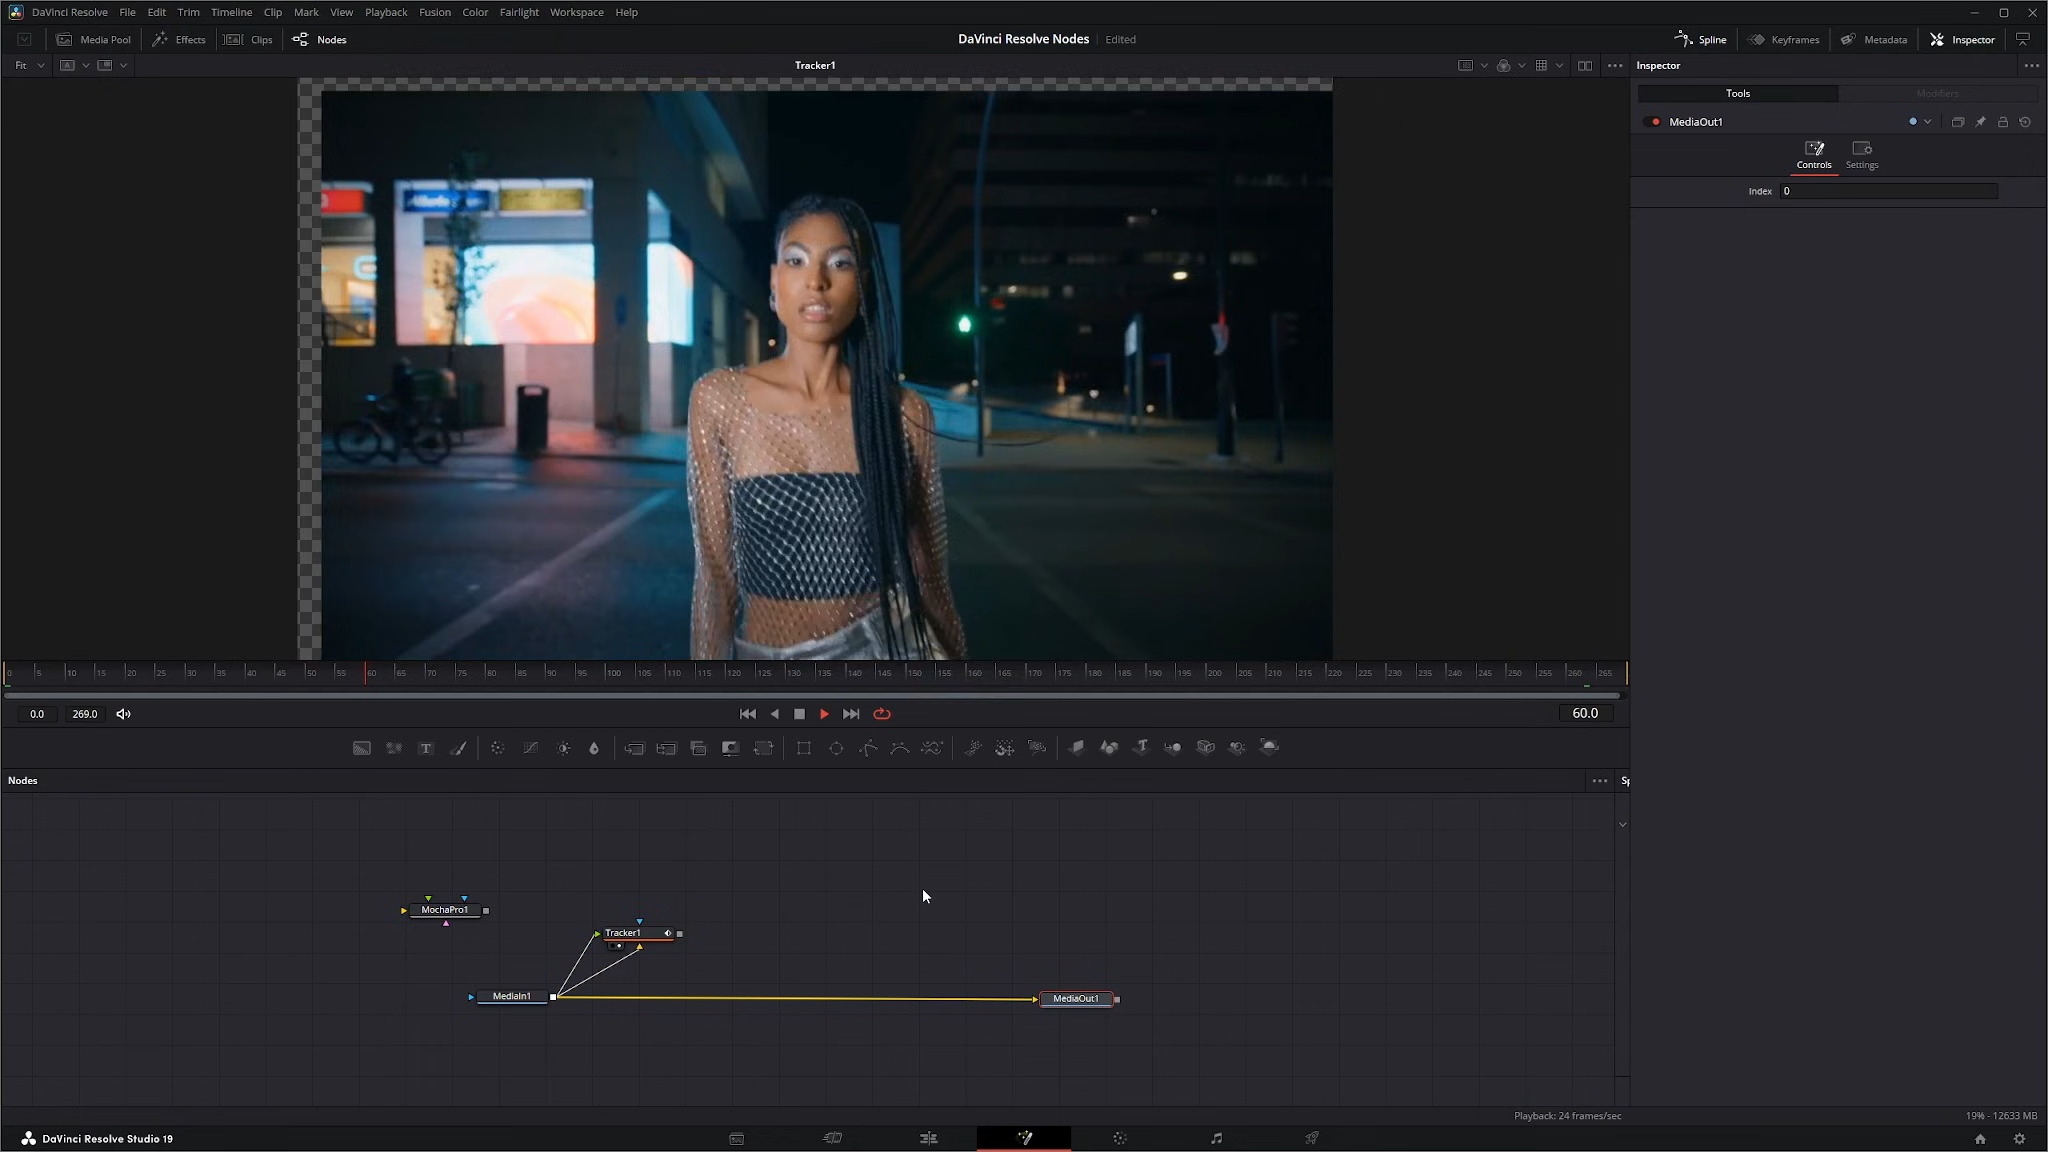 DaVinci Resolve File Edit Trim Timeline Clip Mark View Playback Fusion Color Fairlight Workspace Help
Media Pool Effects Clips Nodes DaVinci Resolve Nodes Edited Spline Keyframes Metadata Inspector
Fit Tracker1 Inspector
Tools Modifiers
MediaOut1
Controls Settings
Index 0
0 5 10 15 20 25 30 35 40 45 50 55 60 65 70 75 80 85 90 95 100 105 110 115 120 125 130 135 140 145 150 155 160 165 170 175 180 185 190 195 200 205 210 215 220 225 230 235 240 245 250 255 260 265
0.0 269.0 60.0
T
Nodes Sp
MochaPro1
Tracker1
MediaIn1 MediaOut1
Playback: 24 frames/sec 19% - 12633 MB
DaVinci Resolve Studio 19